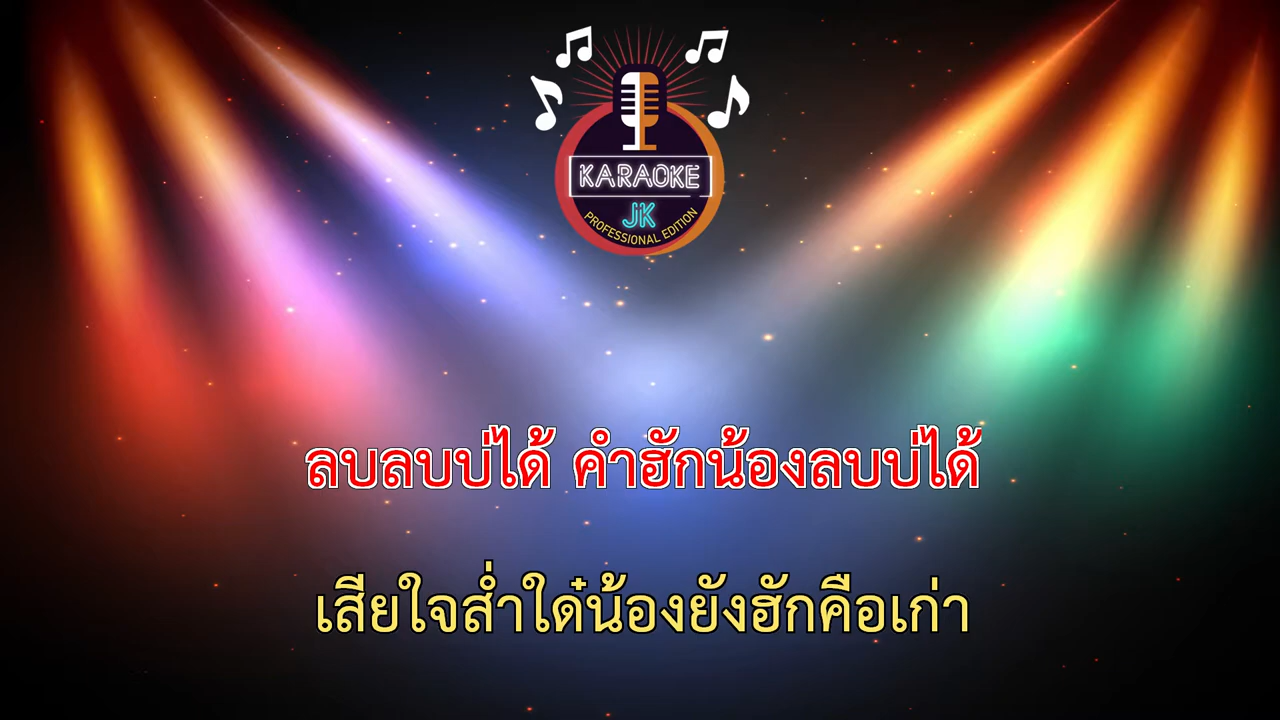 KARAOKE
JK
PROFESSIONAL EDITION
ลบลบบ่ได้ คำฮักน้องลบบ่ได้
เสียใจส่ำใด๋น้องยังฮักคือเก่า